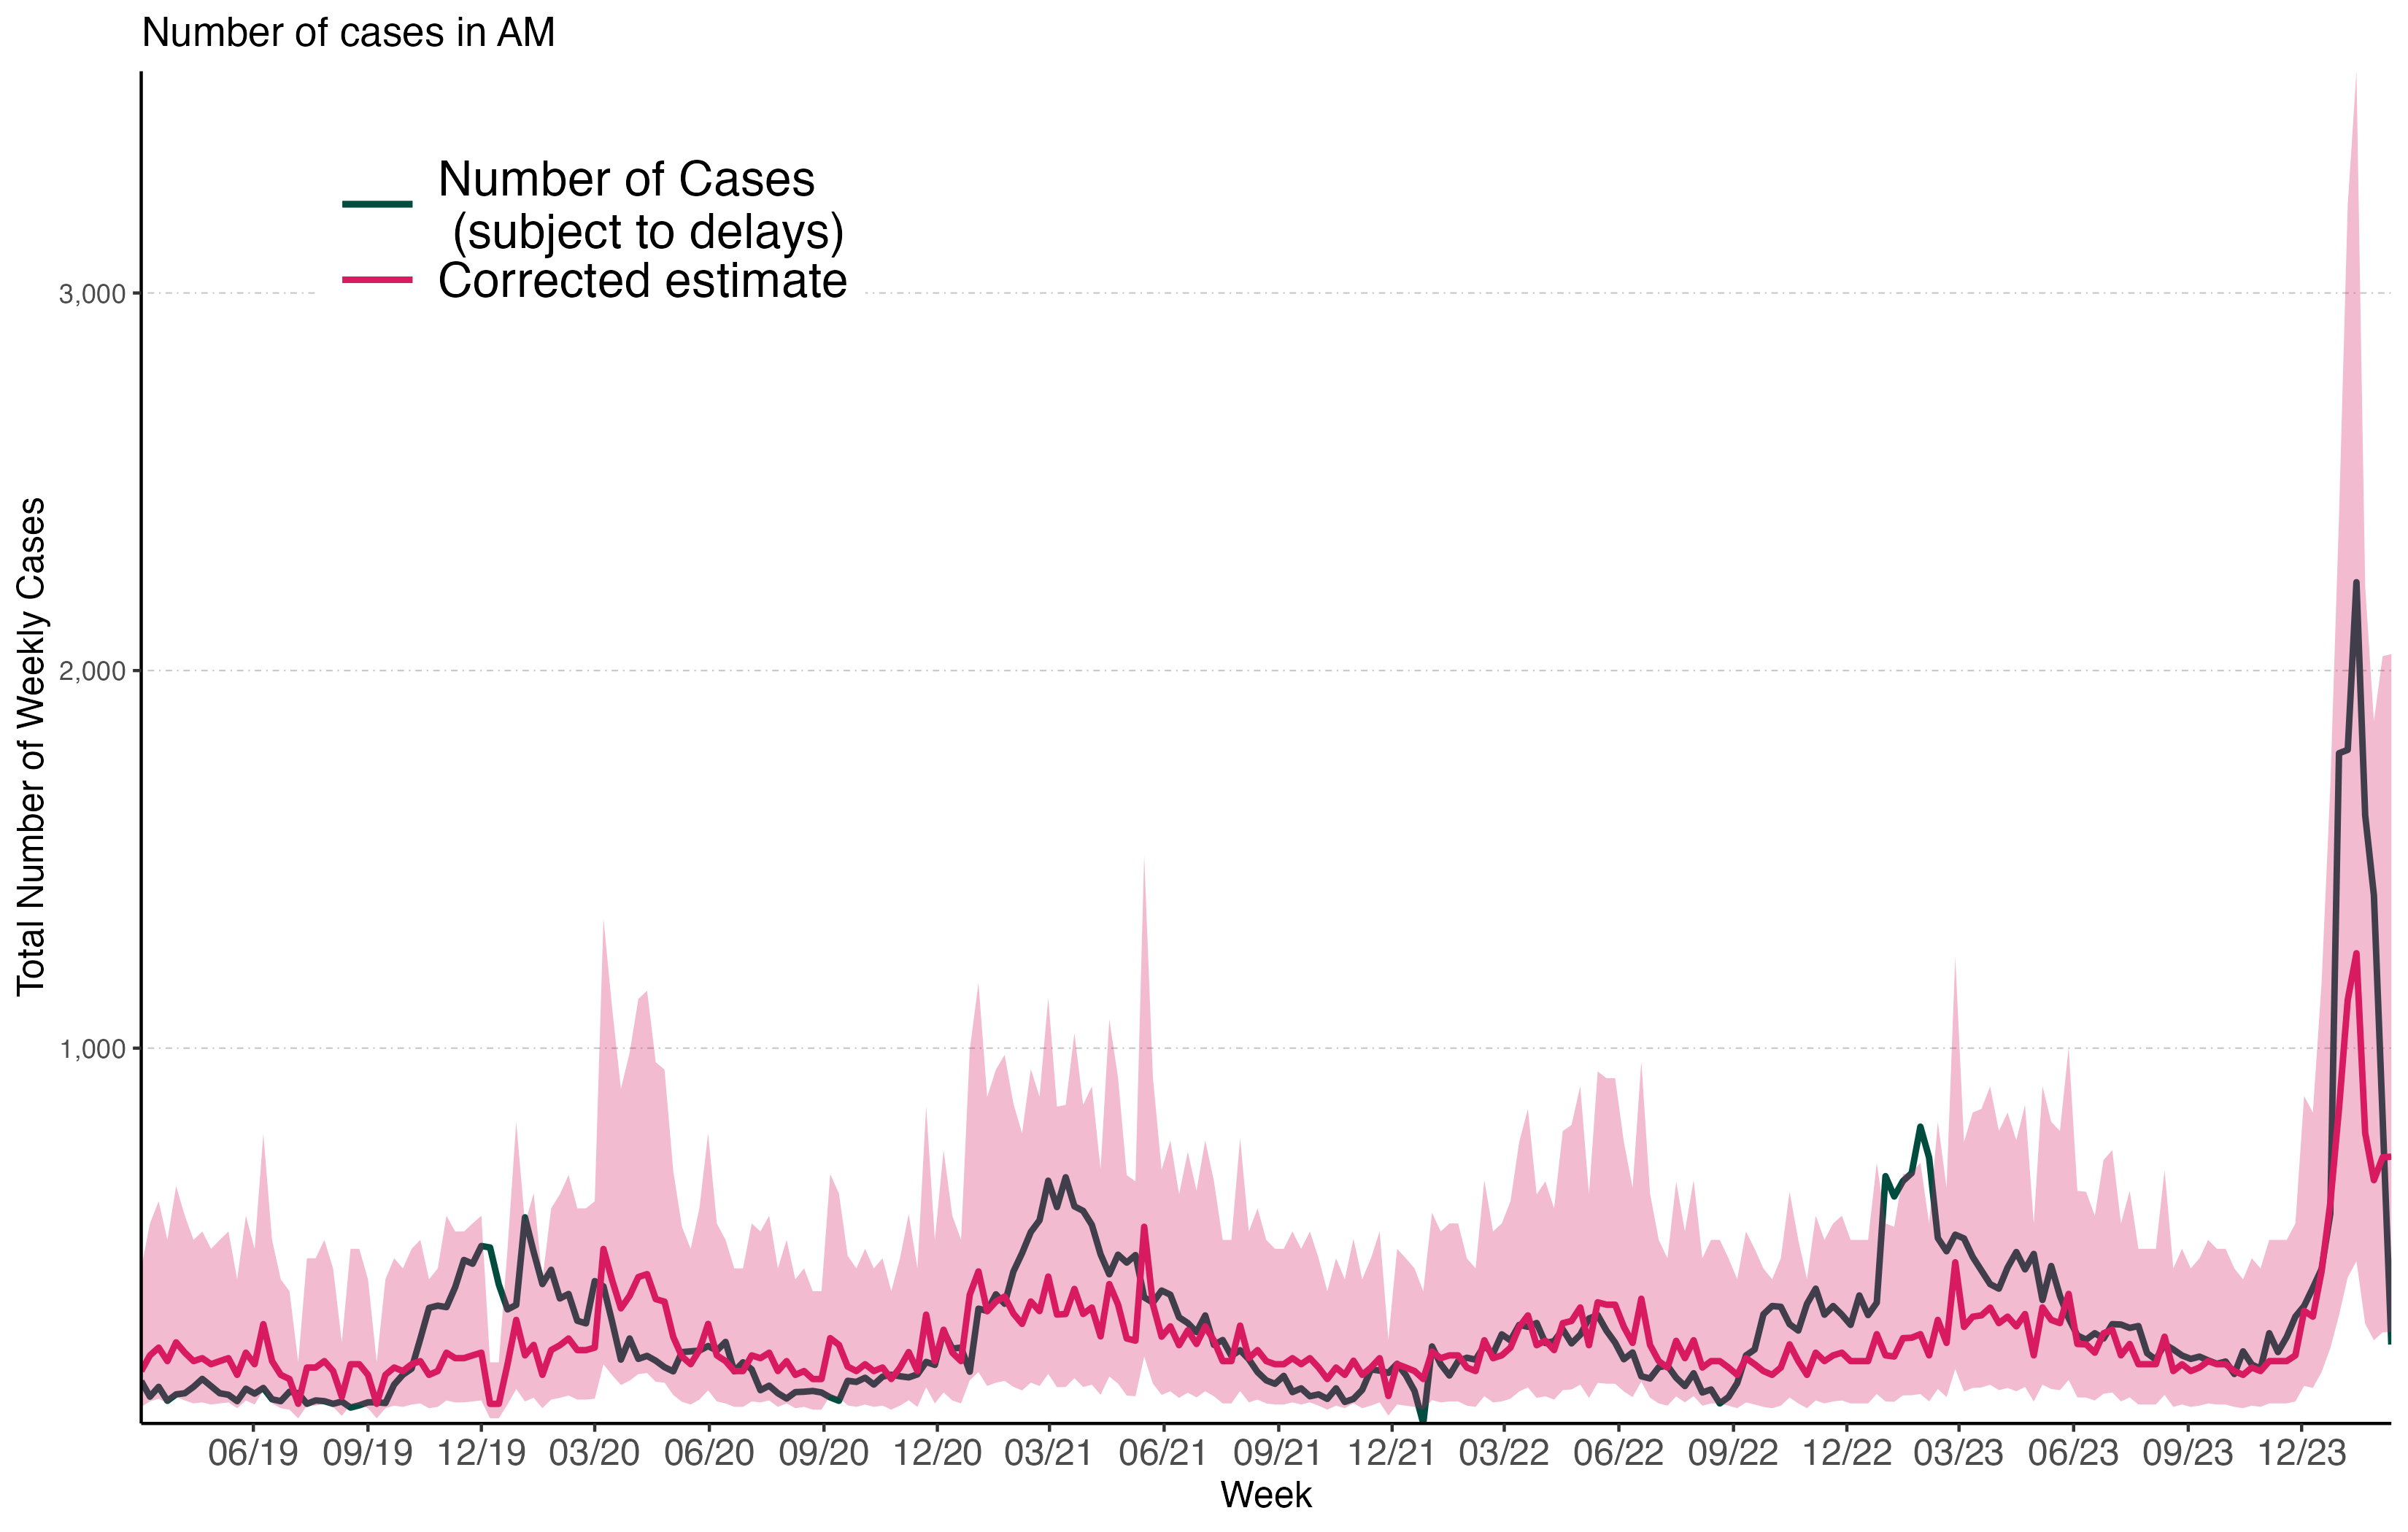 Number of cases in AM
Number of Cases
(subject to delays)
Corrected estimate
3,000
2,000
1,000
Total Number of Weekly Cases
06/19 09/19 12/19 03/20 06/20 09/20 12/20 03/21 06/21 09/21 12/21 03/22 06/22 09/22 12/22 03/23 06/23 09/23 12/23
Week